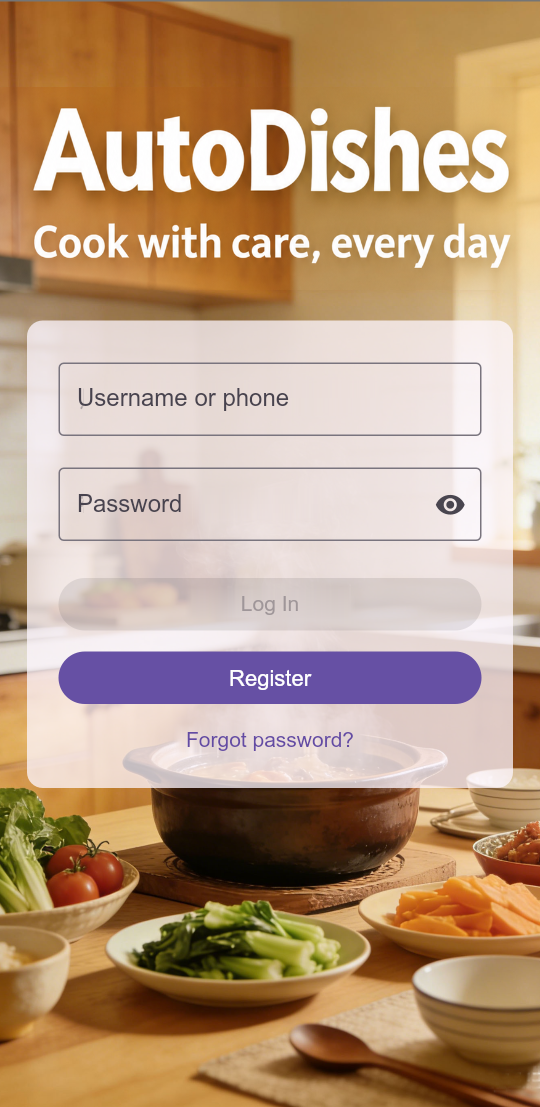 AutoDishes
Cook with care, every day
Username or phone
Password
Log In
Register
Forgot password?